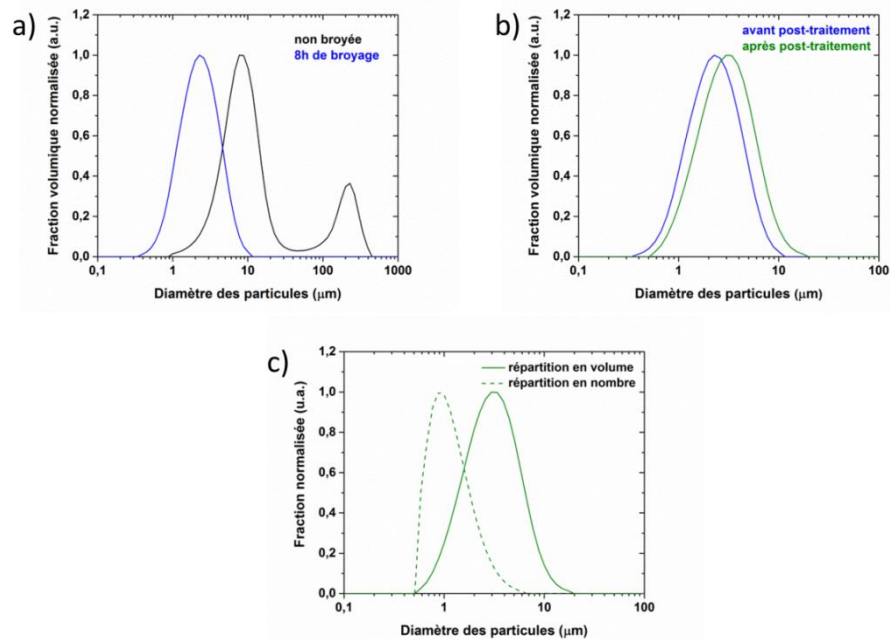 a)
Fraction volumique normalisée (a.u.)
1,2
1,0
0,8
0,6
0,4
0,2
0,0
non broyée
8h de broyage
0,1 1 10 100 1000
Diamètre des particules (µm)
b)
Fraction volumique normalisée (a.u.)
1,2
1,0
0,8
0,6
0,4
0,2
0,0
avant post-traitement
après post-traitement
0,1 1 10 100
Diamètre des particules (µm)
c)
Fraction normalisée (u.a.)
1,2
1,0
0,8
0,6
0,4
0,2
0,0
répartition en volume
répartition en nombre
0,1 1 10 100
Diamètre des particules (µm)